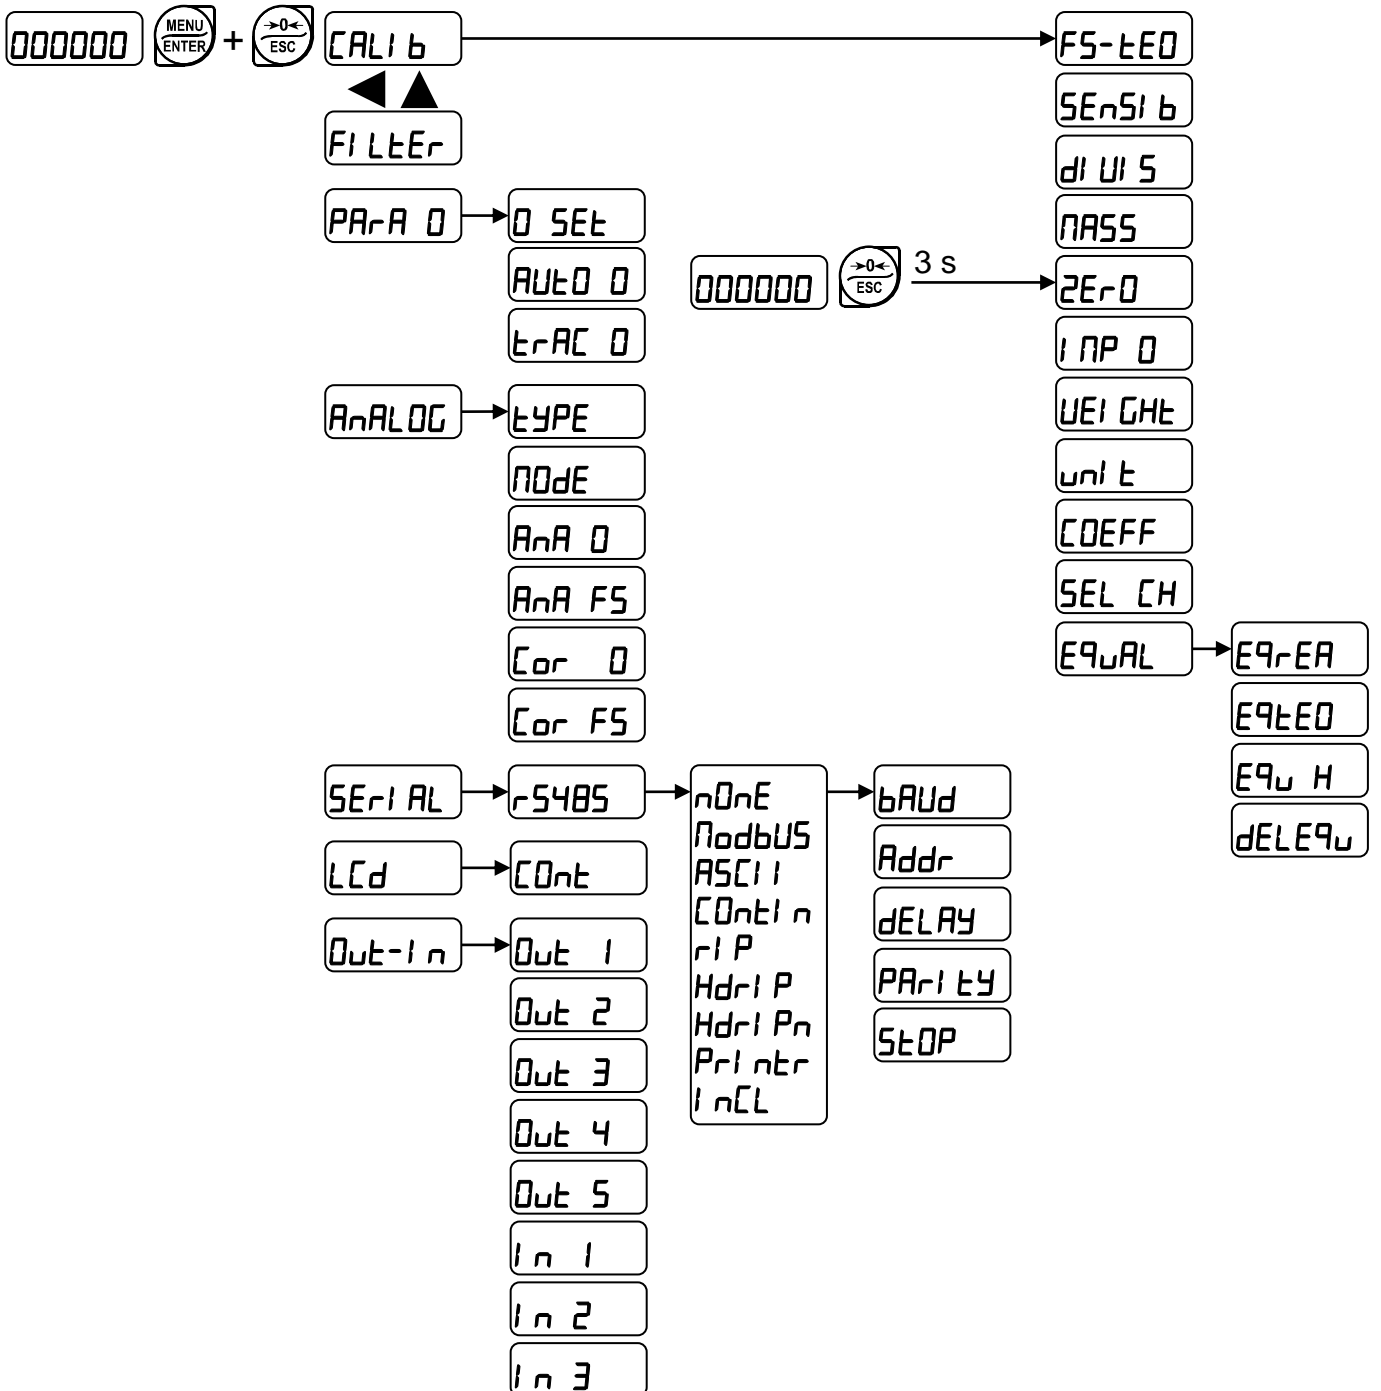 000000 MENU ENTER + →0← ESC CALIb FS-tEO
SEnSIb
FILtEr
dIVIS
PArA 0 0 SEt
MASS
AUtO 0
000000 →0← ESC 3 s ZErO
trAC 0
I MP 0
AnALOG tYPE
WEIGHt
MOdE
unIt
AnA 0
COEFF
AnA FS
SEL CH
Cor 0
EQuAL EQrEA
Cor FS
EQtEO
SErIAL rS485 nOnE bAUd
EQu H
ModbUS
ASCII
Addr
dELEQu
LCd COnt
COntIn
dELAY
Out-In Out 1
rIP
HdrIP
PArItY
Out 2
HdrIPn
StOP
Out 3
PrIntr
InCL
Out 4
Out 5
In 1
In 2
In 3